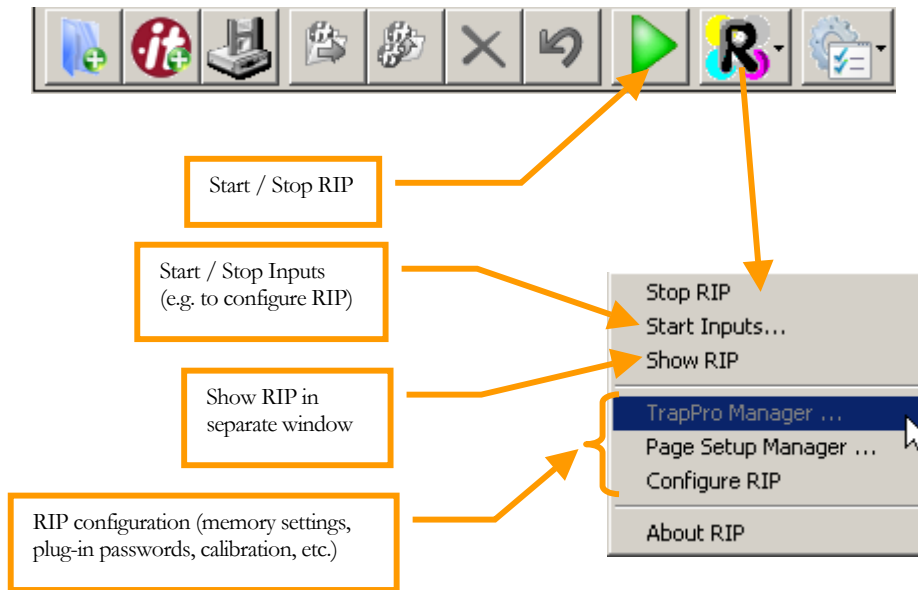 .it
R
Start / Stop RIP
Start / Stop Inputs
(e.g. to configure RIP)
Show RIP in
separate window
RIP configuration (memory settings,
plug-in passwords, calibration, etc.)
Stop RIP
Start Inputs...
Show RIP
TrapPro Manager ...
Page Setup Manager ...
Configure RIP
About RIP